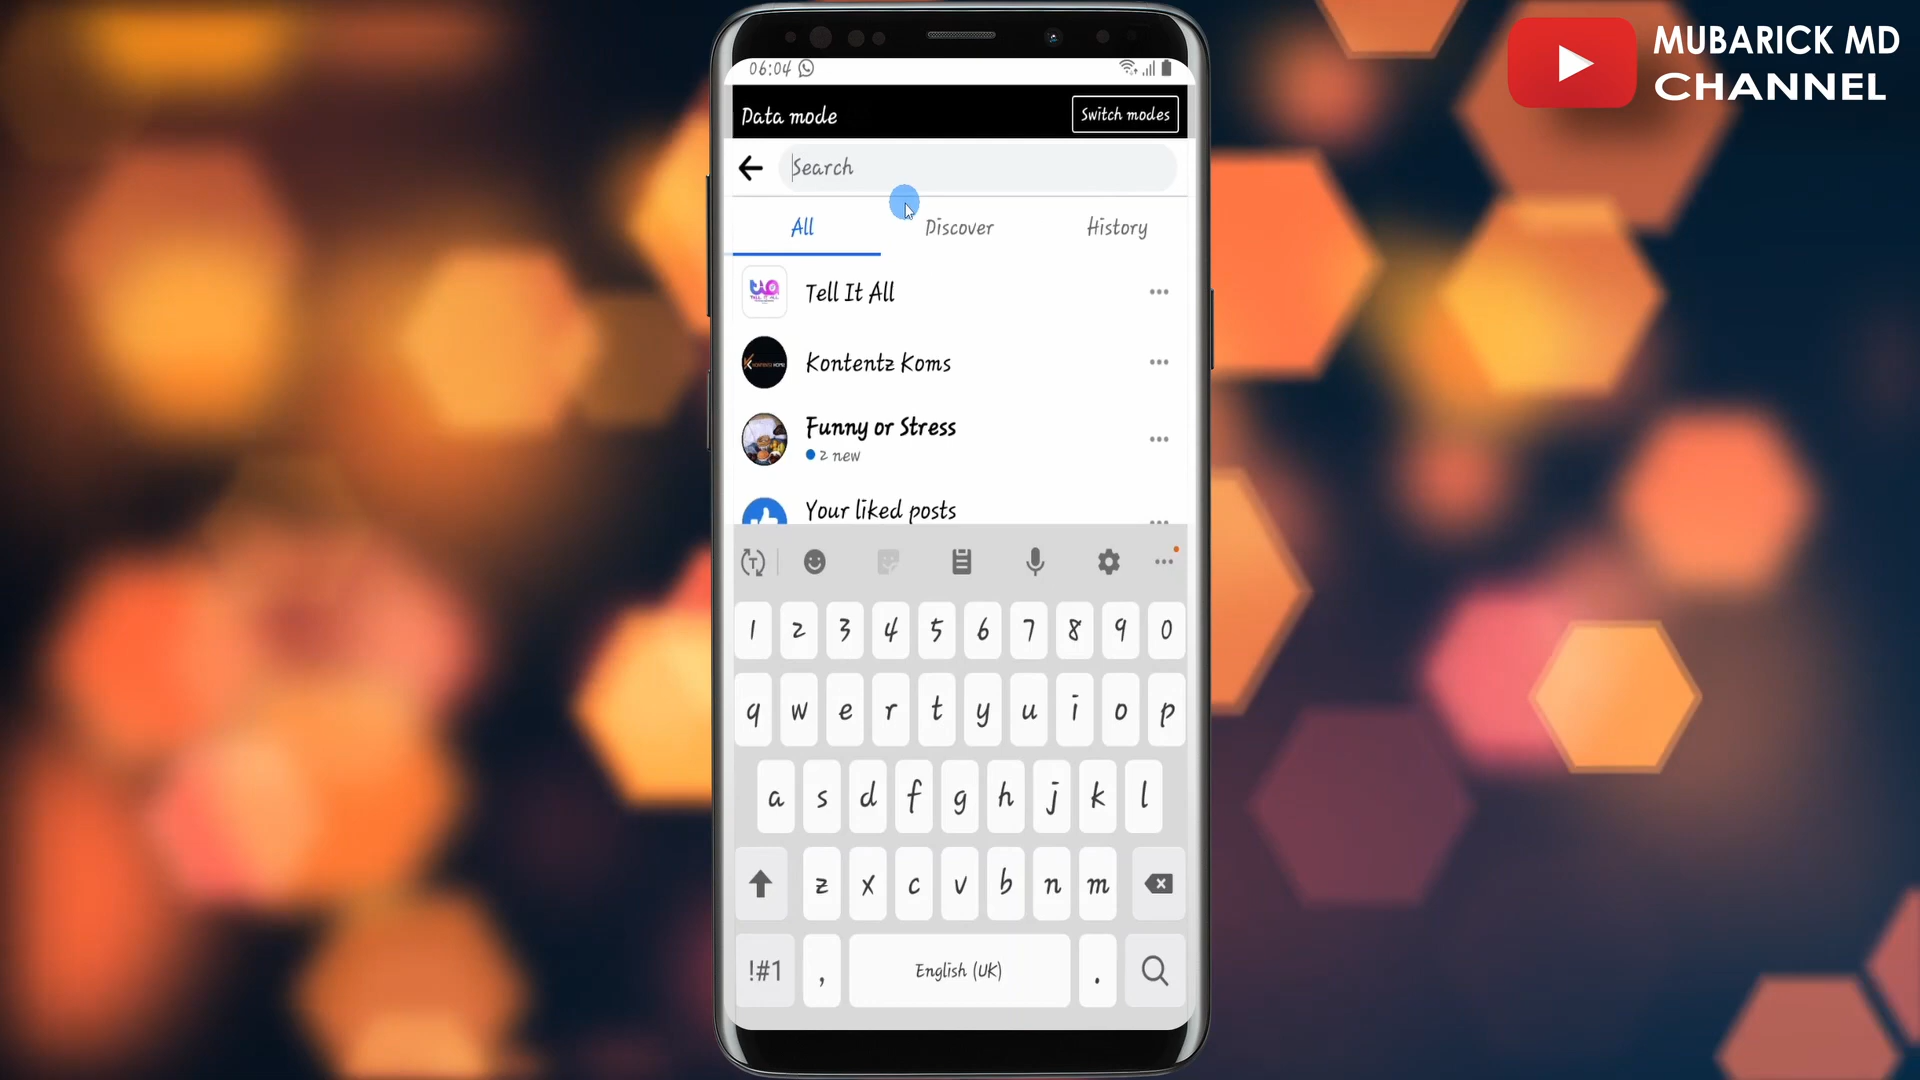 MUBARICK MD
CHANNEL
06:04
Data mode
Switch modes
Search
All
Discover
History
Tell It All
Kontentz Koms
Funny or Stress
2 new
Your liked posts
1 2 3 4 5 6 7 8 9 0
q w e r t y u i o p
a s d f g h j k l
z x c v b n m
!#1 , English (UK) .